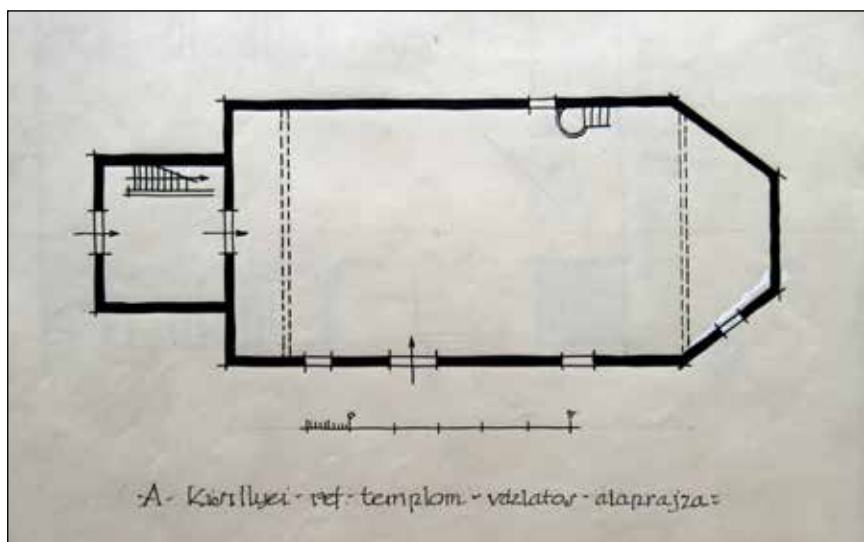 ·A· Kisillyei - ref - templom - vázlatos - alaprajza =